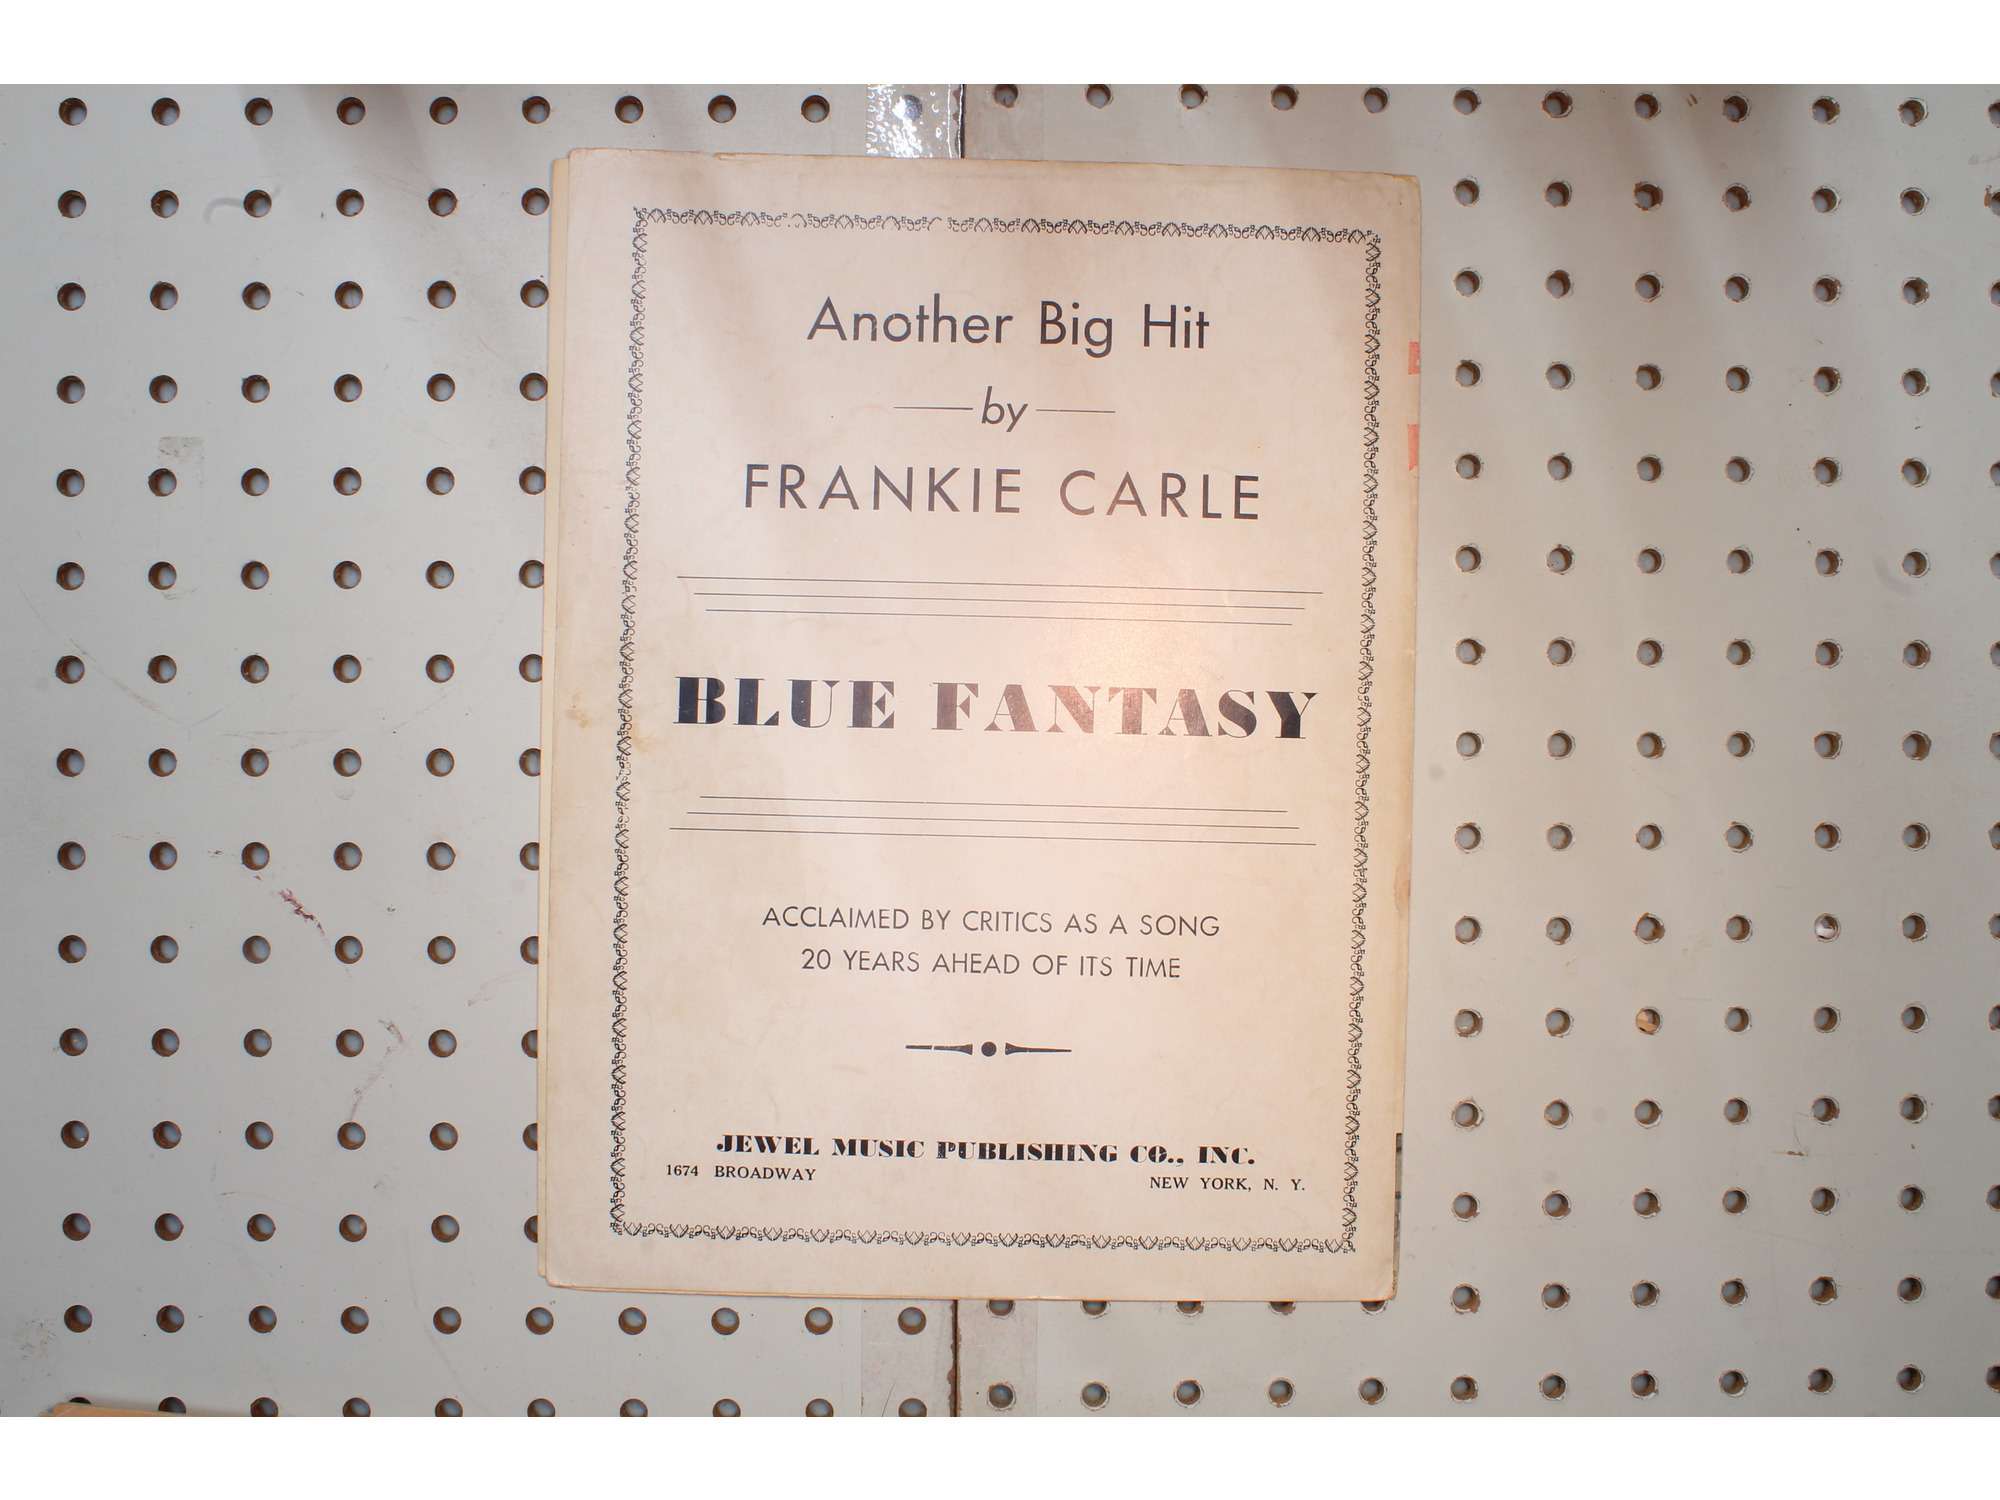 Another Big Hit
by
FRANKIE CARLE
BLUE FANTASY
ACCLAIMED BY CRITICS AS A SONG
20 YEARS AHEAD OF ITS TIME
JEWEL MUSIC PUBLISHING CO., INC.
1674 BROADWAY NEW YORK, N. Y.